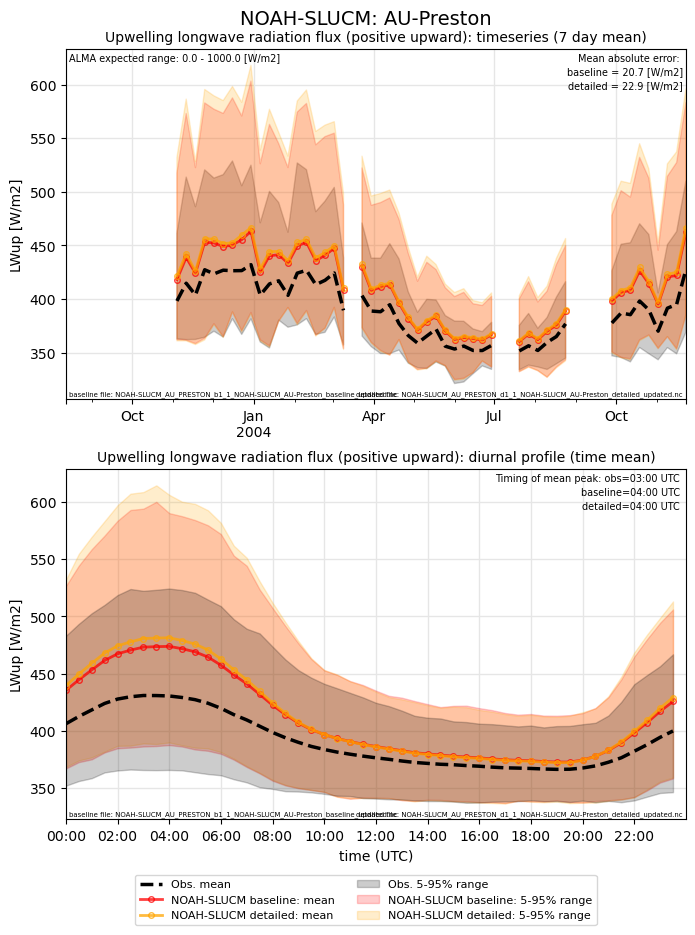 NOAH-SLUCM: AU-Preston
Upwelling longwave radiation flux (positive upward): timeseries (7 day mean)
ALMA expected range: 0.0 - 1000.0 [W/m2]
Mean absolute error:
baseline = 20.7 [W/m2]
detailed = 22.9 [W/m2]
600
550
500
450
400
350
LWup [W/m2]
baseline file: NOAH-SLUCM_AU_PRESTON_b1_1_NOAH-SLUCM_AU-Preston_baseline_updated.nc
detailed file: NOAH-SLUCM_AU_PRESTON_d1_1_NOAH-SLUCM_AU-Preston_detailed_updated.nc
Oct Jan Apr Jul Oct
2004
Upwelling longwave radiation flux (positive upward): diurnal profile (time mean)
Timing of mean peak: obs=03:00 UTC
baseline=04:00 UTC
detailed=04:00 UTC
600
550
500
450
400
350
LWup [W/m2]
baseline file: NOAH-SLUCM_AU_PRESTON_b1_1_NOAH-SLUCM_AU-Preston_baseline_updated.nc
detailed file: NOAH-SLUCM_AU_PRESTON_d1_1_NOAH-SLUCM_AU-Preston_detailed_updated.nc
00:00 02:00 04:00 06:00 08:00 10:00 12:00 14:00 16:00 18:00 20:00 22:00
time (UTC)
Obs. mean
NOAH-SLUCM baseline: mean
NOAH-SLUCM detailed: mean
Obs. 5-95% range
NOAH-SLUCM baseline: 5-95% range
NOAH-SLUCM detailed: 5-95% range